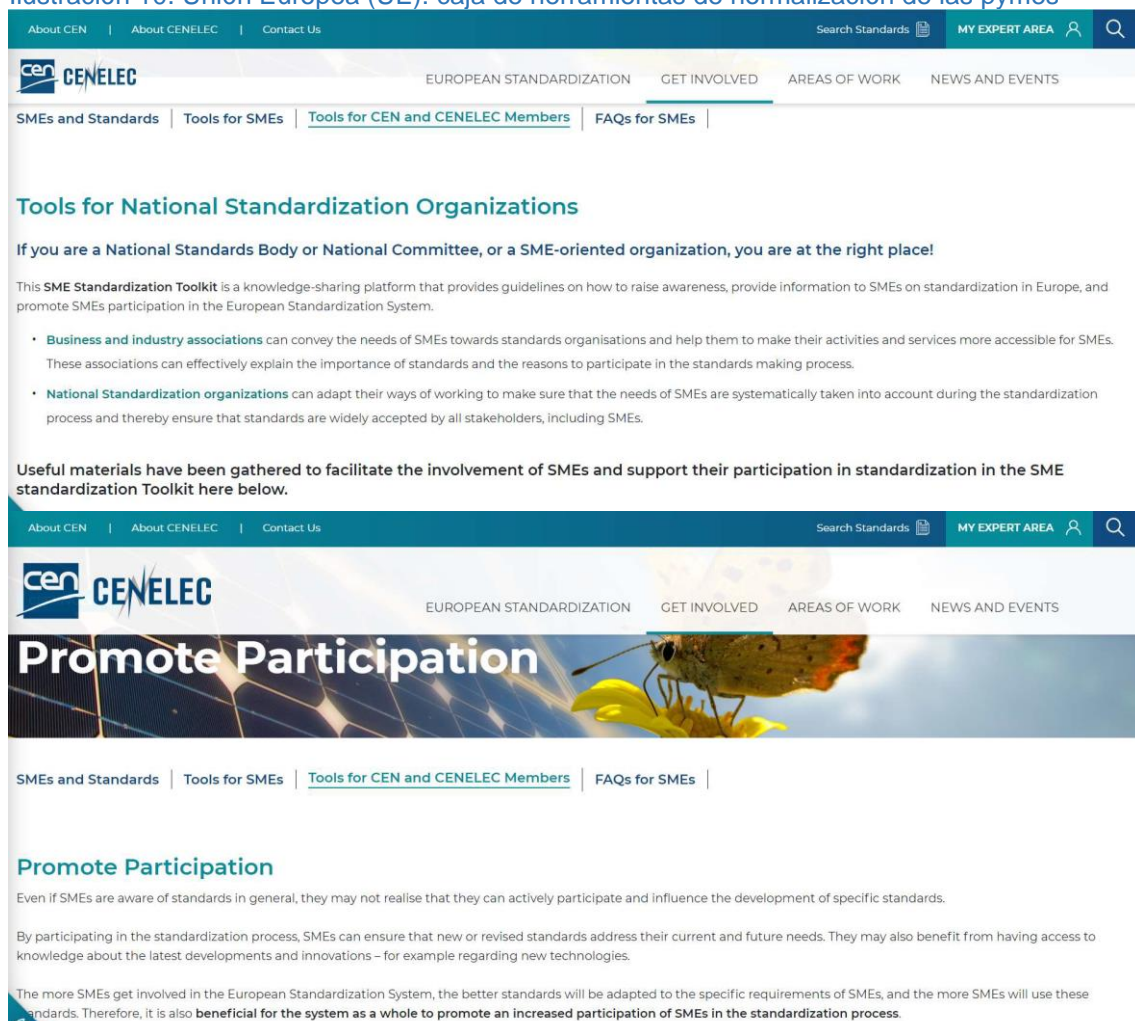 Ilustración 10. Unión Europea (UE): caja de herramientas de normalización de las pymes
About CEN | About CENELEC | Contact Us Search Standards MY EXPERT AREA
cen CENELEC EUROPEAN STANDARDIZATION GET INVOLVED AREAS OF WORK NEWS AND EVENTS
SMEs and Standards | Tools for SMEs | Tools for CEN and CENELEC Members | FAQs for SMEs |
Tools for National Standardization Organizations
If you are a National Standards Body or National Committee, or a SME-oriented organization, you are at the right place!
This SME Standardization Toolkit is a knowledge-sharing platform that provides guidelines on how to raise awareness, provide information to SMEs on standardization in Europe, and
promote SMEs participation in the European Standardization System.
• Business and industry associations can convey the needs of SMEs towards standards organisations and help them to make their activities and services more accessible for SMEs.
These associations can effectively explain the importance of standards and the reasons to participate in the standards making process.
• National Standardization organizations can adapt their ways of working to make sure that the needs of SMEs are systematically taken into account during the standardization
process and thereby ensure that standards are widely accepted by all stakeholders, including SMEs.
Useful materials have been gathered to facilitate the involvement of SMEs and support their participation in standardization in the SME
standardization Toolkit here below.
About CEN | About CENELEC | Contact Us Search Standards MY EXPERT AREA
cen CENELEC EUROPEAN STANDARDIZATION GET INVOLVED AREAS OF WORK NEWS AND EVENTS
Promote Participation
SMEs and Standards | Tools for SMEs | Tools for CEN and CENELEC Members | FAQs for SMEs |
Promote Participation
Even if SMEs are aware of standards in general, they may not realise that they can actively participate and influence the development of specific standards.
By participating in the standardization process, SMEs can ensure that new or revised standards address their current and future needs. They may also benefit from having access to
knowledge about the latest developments and innovations – for example regarding new technologies.
The more SMEs get involved in the European Standardization System, the better standards will be adapted to the specific requirements of SMEs, and the more SMEs will use these
standards. Therefore, it is also beneficial for the system as a whole to promote an increased participation of SMEs in the standardization process.